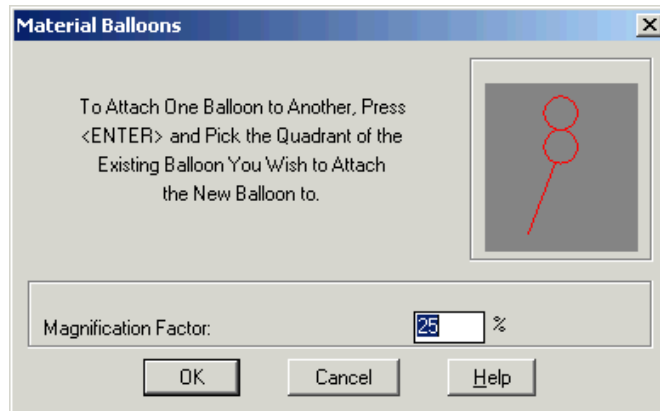 Material Balloons
To Attach One Balloon to Another, Press
<ENTER> and Pick the Quadrant of the
Existing Balloon You Wish to Attach
the New Balloon to.
Magnification Factor: 25 %
OK Cancel Help